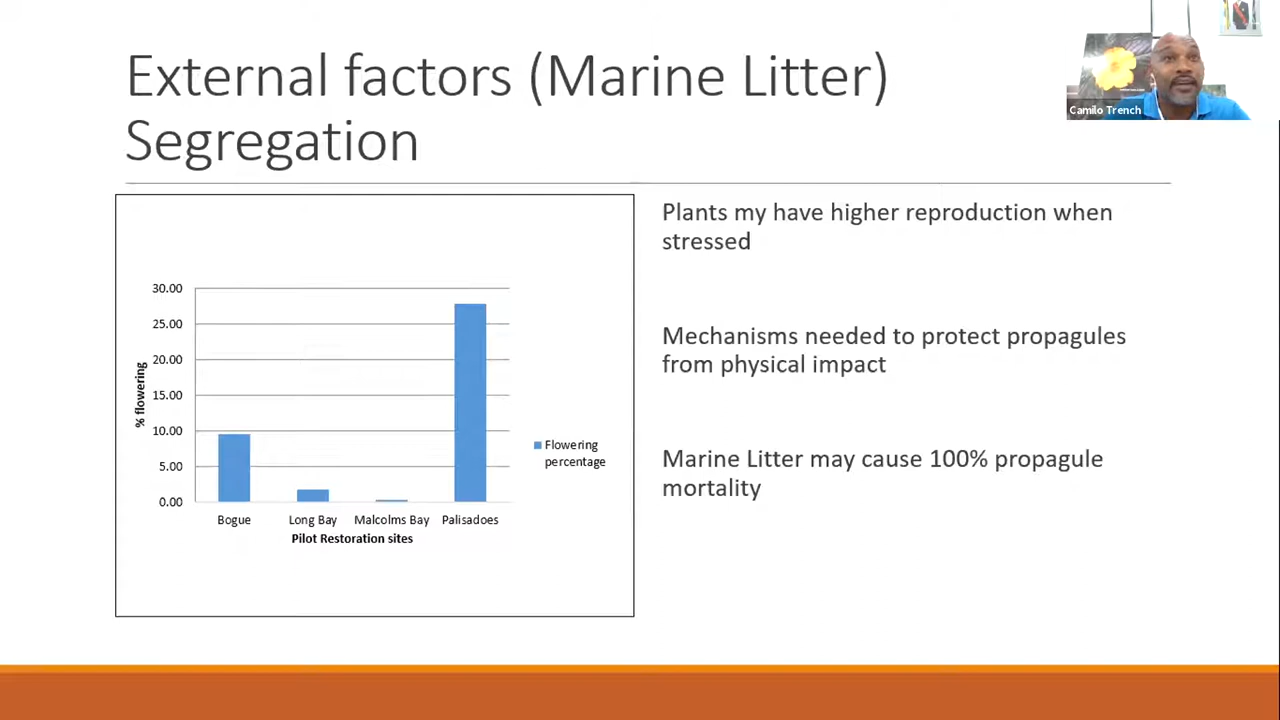 External factors (Marine Litter)
Segregation
Camilo Trench
30.00
25.00
20.00
15.00
10.00
5.00
0.00
% flowering
Bogue
Long Bay
Malcolms Bay
Palisadoes
Pilot Restoration sites
Flowering
percentage
Plants my have higher reproduction when
stressed
Mechanisms needed to protect propagules
from physical impact
Marine Litter may cause 100% propagule
mortality